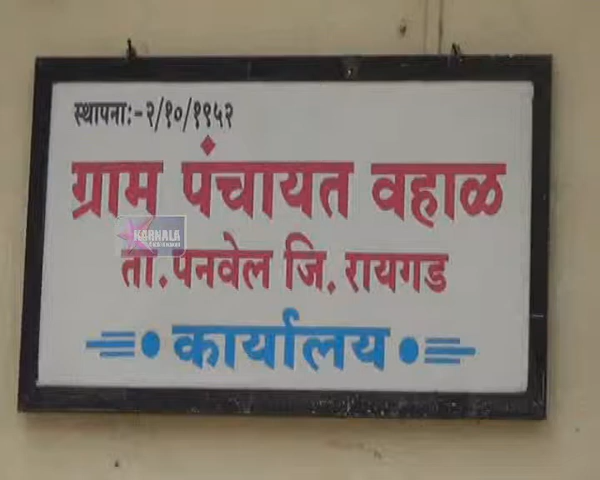 स्थापना:-२/१०/१९५२
ग्राम पंचायत वहाळ
KARNALA
ता.पनवेल जि.रायगड
कार्यालय